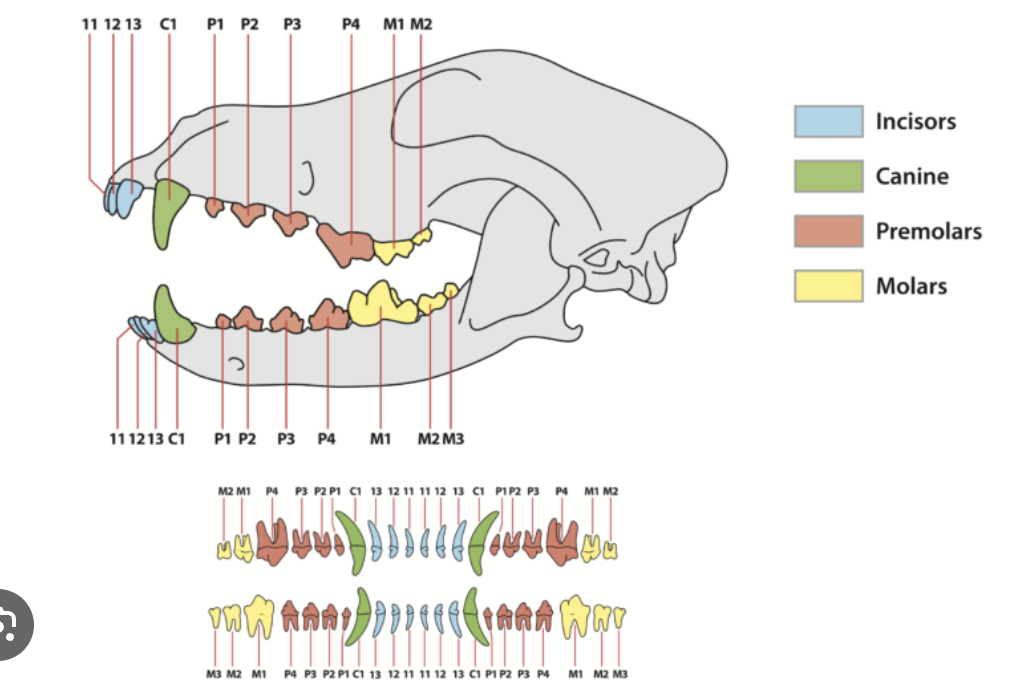 11 12 13 C1 P1 P2 P3 P4 M1 M2
Incisors
Canine
Premolars
Molars
11 12 13 C1 P1 P2 P3 P4 M1 M2 M3
M2 M1 P4 P3 P2 P1 C1 13 12 11 11 12 13 C1 P1 P2 P3 P4 M1 M2
M3 M2 M1 P4 P3 P2 P1 C1 13 12 11 11 12 13 C1 P1 P2 P3 P4 M1 M2 M3